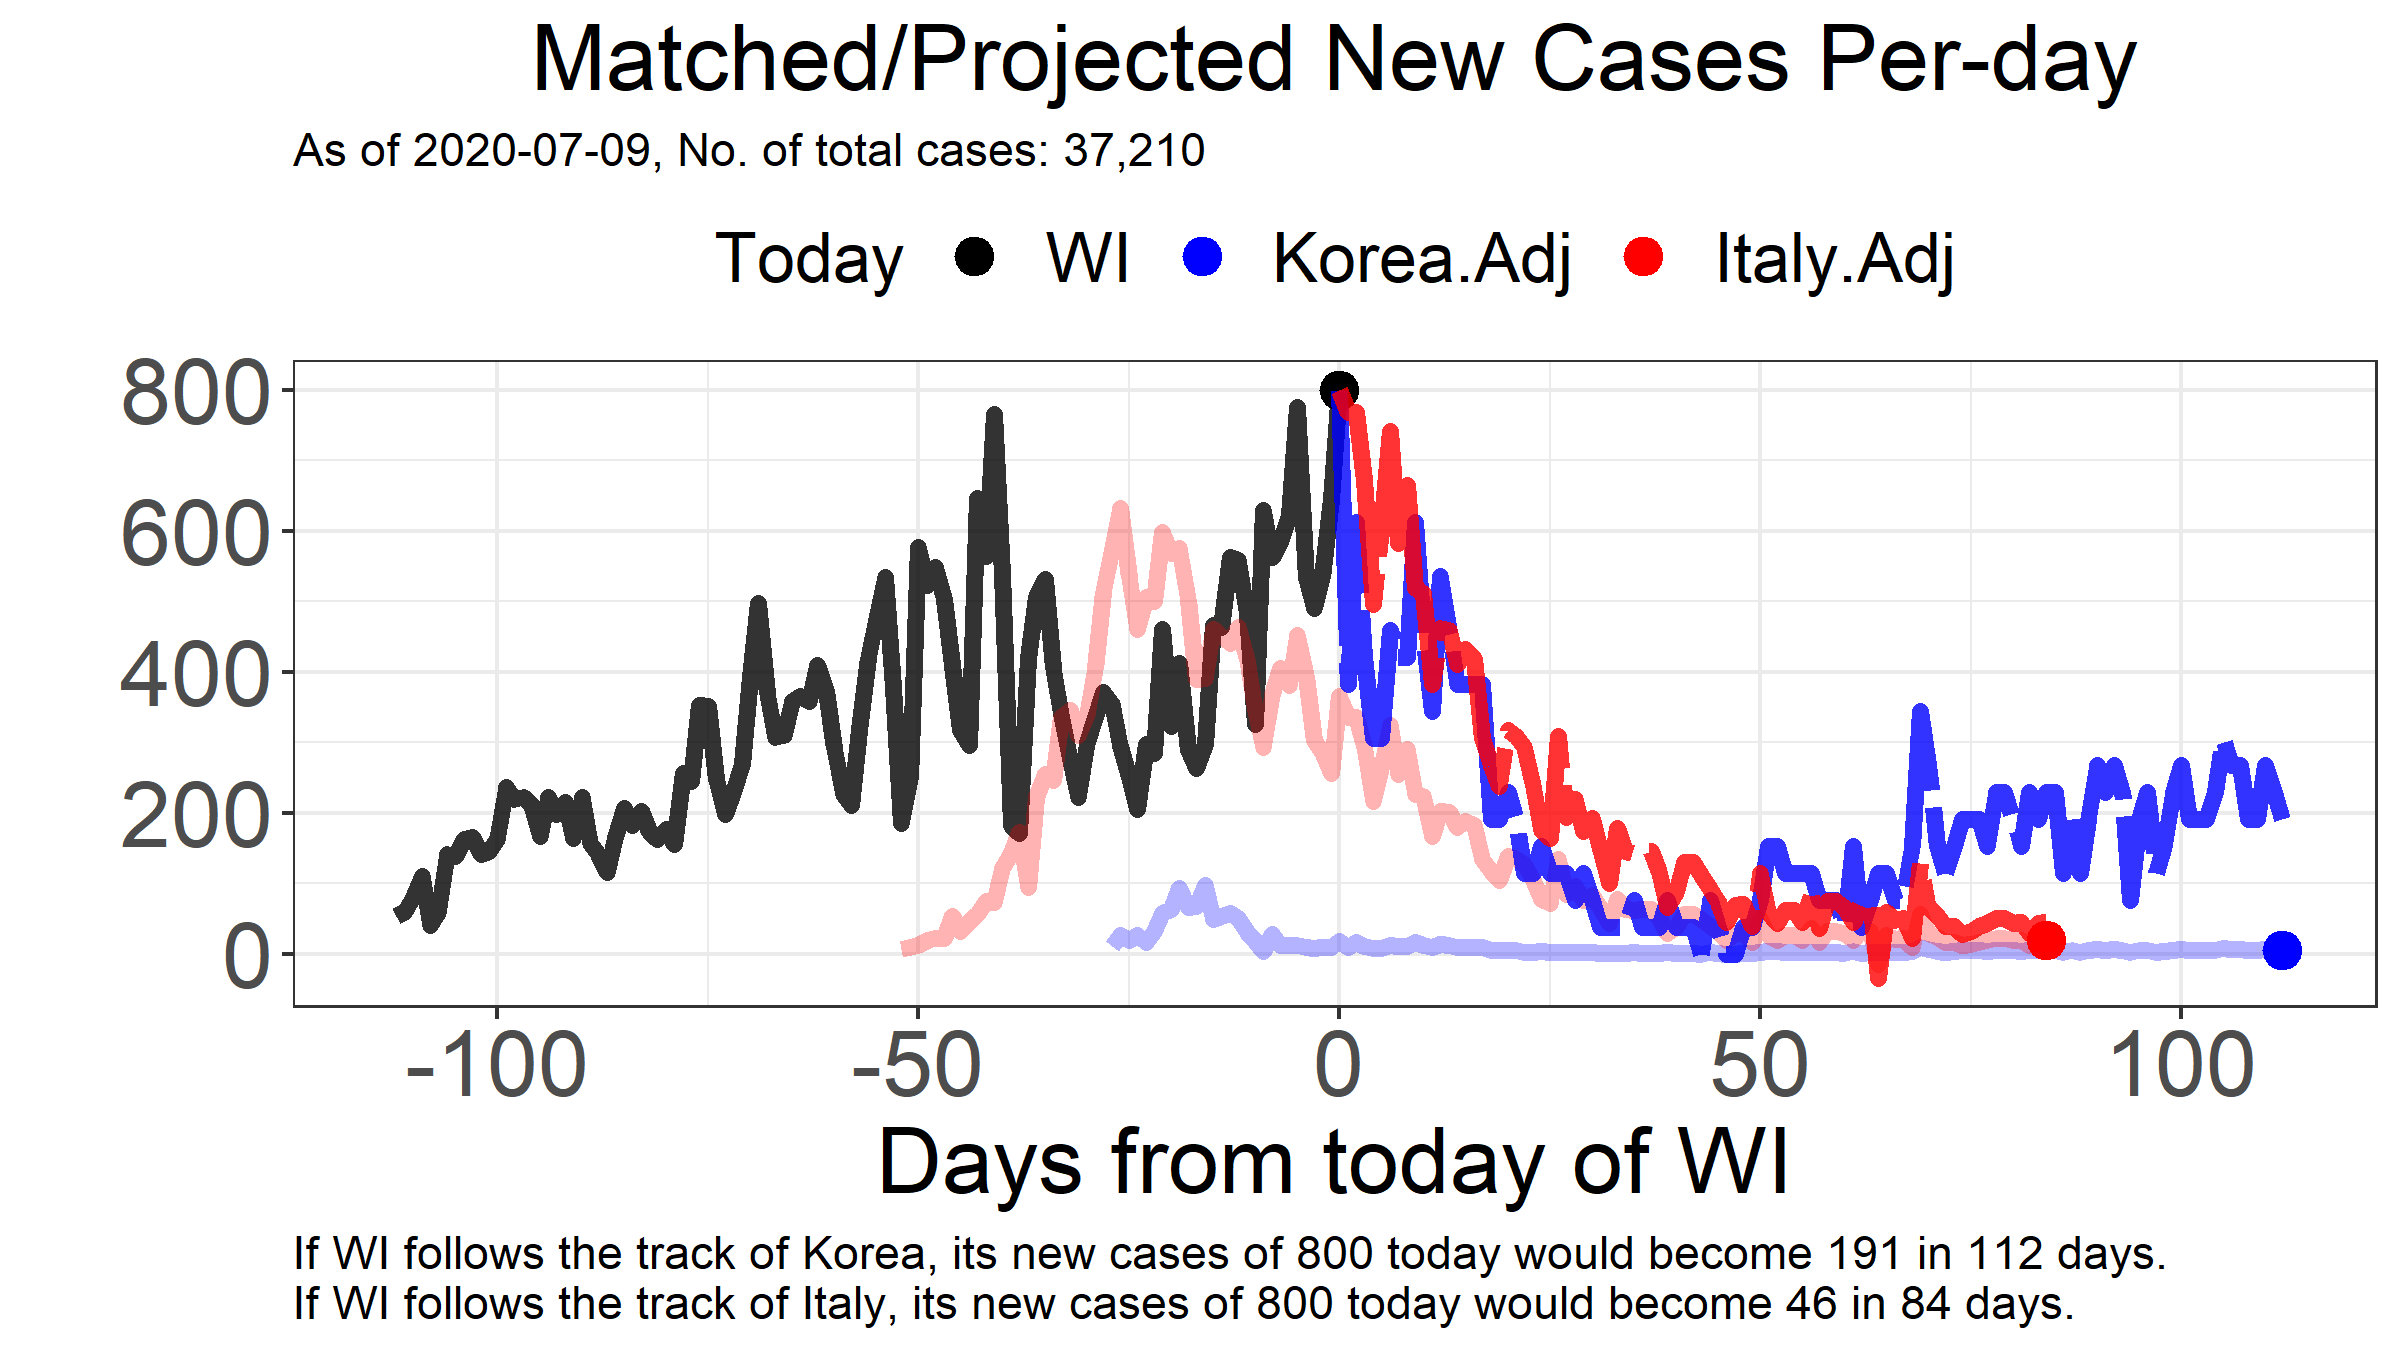 Matched/Projected New Cases Per-day
As of 2020-07-09, No. of total cases: 37,210
Today WI Korea.Adj Italy.Adj
800
600
400
200
0
-100 -50 0 50 100
Days from today of WI
If WI follows the track of Korea, its new cases of 800 today would become 191 in 112 days.
If WI follows the track of Italy, its new cases of 800 today would become 46 in 84 days.